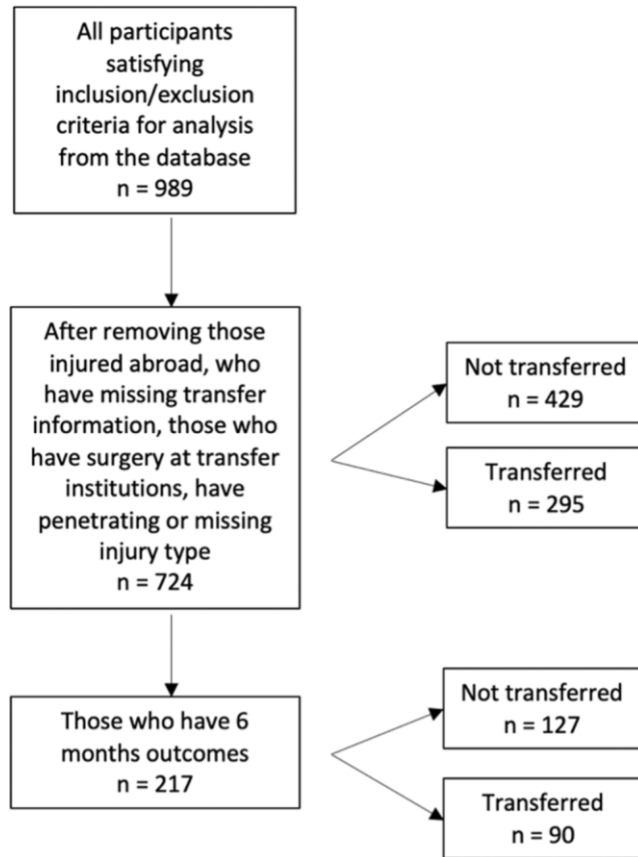 All participants
satisfying
inclusion/exclusion
criteria for analysis
from the database
n = 989
After removing those
injured abroad, who
have missing transfer
information, those who
have surgery at transfer
institutions, have
penetrating or missing
injury type
n = 724
Not transferred
n = 429
Transferred
n = 295
Those who have 6
months outcomes
n = 217
Not transferred
n = 127
Transferred
n = 90